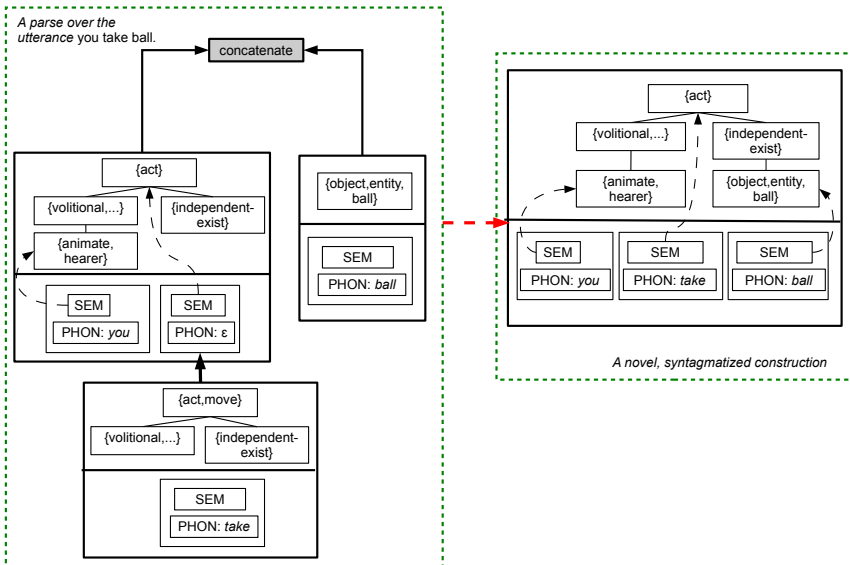 A parse over the
utterance you take ball.
concatenate
{act}
{volitional,...}
{independent-
exist}
{animate,
hearer}
SEM
PHON: you
SEM
PHON: ε
{object,entity,
ball}
SEM
PHON: ball
{act,move}
{volitional,...}
{independent-
exist}
SEM
PHON: take
{act}
{volitional,...}
{independent-
exist}
{animate,
hearer}
{object,entity,
ball}
SEM
PHON: you
SEM
PHON: take
SEM
PHON: ball
A novel, syntagmatized construction